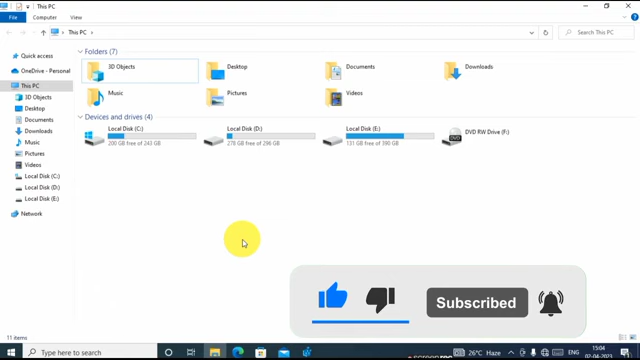 This PC
File
Computer
View
This PC
Search This PC
Quick access
OneDrive - Personal
This PC
3D Objects
Desktop
Documents
Downloads
Music
Pictures
Videos
Local Disk (C:)
Local Disk (D:)
Local Disk (E:)
Network
Folders (7)
3D Objects
Desktop
Documents
Downloads
Music
Pictures
Videos
Devices and drives (4)
Local Disk (C:)
200 GB free of 243 GB
Local Disk (D:)
278 GB free of 296 GB
Local Disk (E:)
131 GB free of 390 GB
DVD RW Drive (F:)
Subscribed
11 items
Type here to search
26°C Haze
15:04
02-04-2023